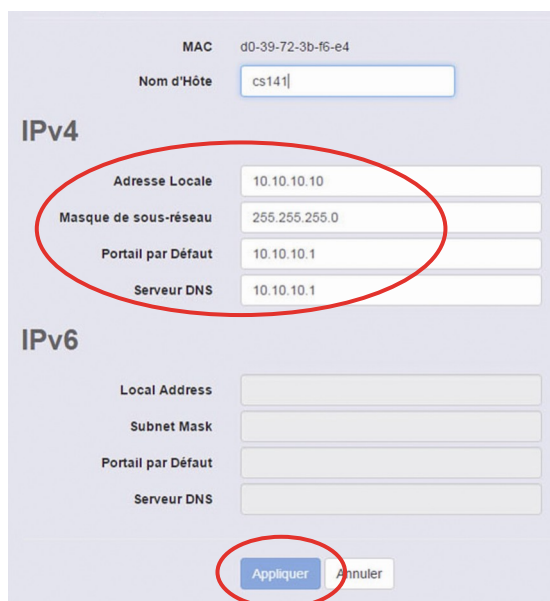 MAC d0-39-72-3b-f6-e4
Nom d'Hôte cs141
IPv4
Adresse Locale 10.10.10.10
Masque de sous-réseau 255.255.255.0
Portail par Défaut 10.10.10.1
Serveur DNS 10.10.10.1
IPv6
Local Address
Subnet Mask
Portail par Défaut
Serveur DNS
Appliquer Annuler